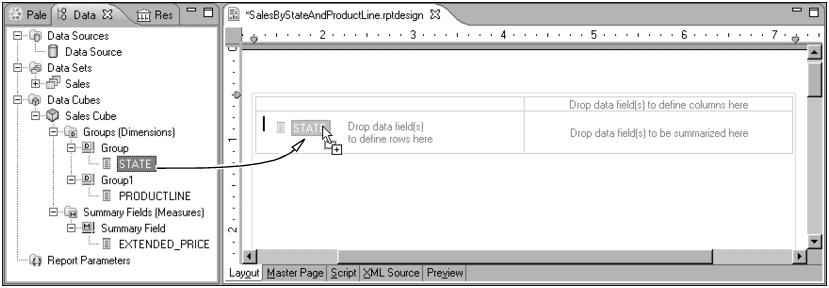 Pale Data Res
Data Sources
Data Source
Data Sets
Sales
Data Cubes
Sales Cube
Groups (Dimensions)
Group
STATE
Group1
PRODUCTLINE
Summary Fields (Measures)
Summary Field
EXTENDED_PRICE
Report Parameters
*SalesByStateAndProductLine.rptdesign
0 1 2 3 4 5 6 7
Drop data field(s) to define columns here
STATE Drop data field(s)
to define rows here
Drop data field(s) to be summarized here
1
2
Layout Master Page Script XML Source Preview